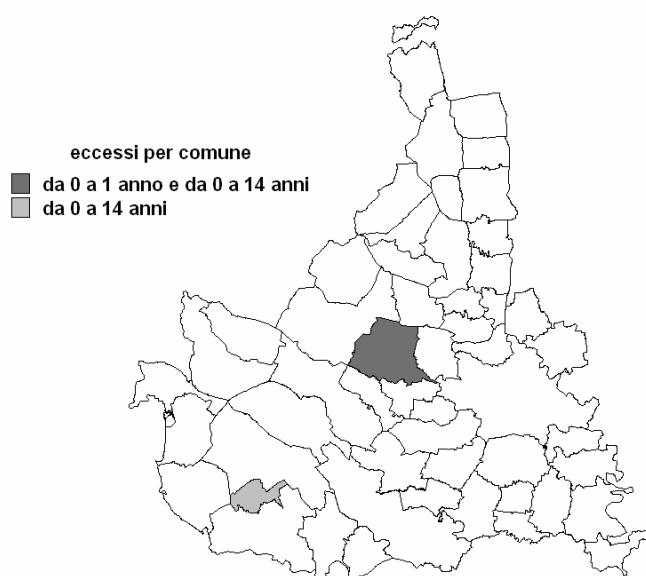 eccessi per comune
da 0 a 1 anno e da 0 a 14 anni
da 0 a 14 anni